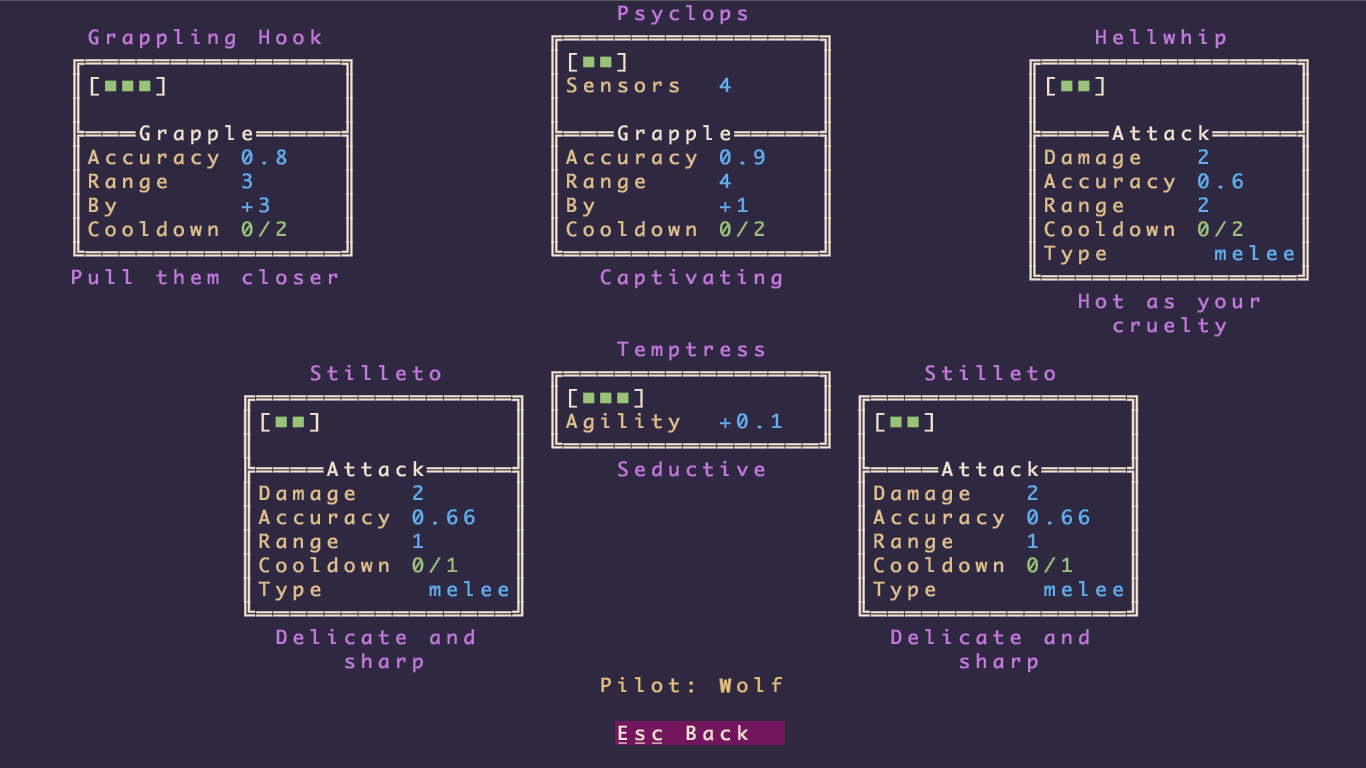 Psyclops
Grappling Hook
Hellwhip
[■■■]
[■■]
Sensors 4
[■■]
Grapple
Accuracy 0.8
Range 3
By +3
Cooldown 0/2
Pull them closer
Grapple
Accuracy 0.9
Range 4
By +1
Cooldown 0/2
Captivating
Attack
Damage 2
Accuracy 0.6
Range 2
Cooldown 0/2
Type melee
Hot as your
cruelty
Stilleto
[■■]
Attack
Damage 2
Accuracy 0.66
Range 1
Cooldown 0/1
Type melee
Delicate and
sharp
Temptress
[■■■]
Agility +0.1
Seductive
Stilleto
[■■]
Attack
Damage 2
Accuracy 0.66
Range 1
Cooldown 0/1
Type melee
Delicate and
sharp
Pilot: Wolf
Esc Back